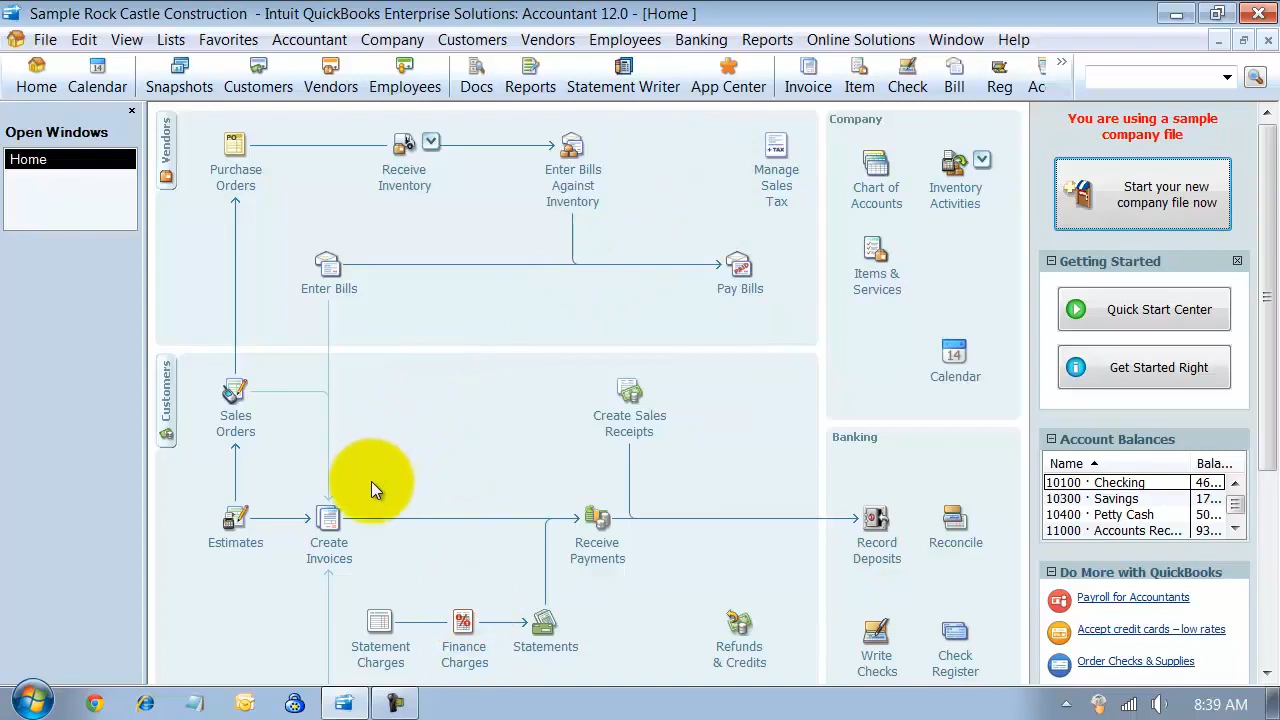 Sample Rock Castle Construction - Intuit QuickBooks Enterprise Solutions: Accountant 12.0 - [Home ]
File Edit View Lists Favorites Accountant Company Customers Vendors Employees Banking Reports Online Solutions Window Help
Home Calendar Snapshots Customers Vendors Employees Docs Reports Statement Writer App Center Invoice Item Check Bill Reg Ac
Open Windows
Home
Vendors
PO
Purchase
Orders
Receive
Inventory
Enter Bills
Against
Inventory
+ TAX
Manage
Sales
Tax
Enter Bills
Pay Bills
Customers
Sales
Orders
Create Sales
Receipts
Estimates
Create
Invoices
Receive
Payments
Statement
Charges
Finance
Charges
Statements
Refunds
& Credits
Company
Chart of
Accounts
Inventory
Activities
Items &
Services
14
Calendar
Banking
Record
Deposits
Reconcile
Write
Checks
Check
Register
You are using a sample
company file
Start your new
company file now
Getting Started
Quick Start Center
Get Started Right
Account Balances
Name Bala...
10100 · Checking 46...
10300 · Savings 17...
10400 · Petty Cash 50...
11000 · Accounts Rec... 93...
Do More with QuickBooks
Payroll for Accountants
Accept credit cards – low rates
Order Checks & Supplies
8:39 AM